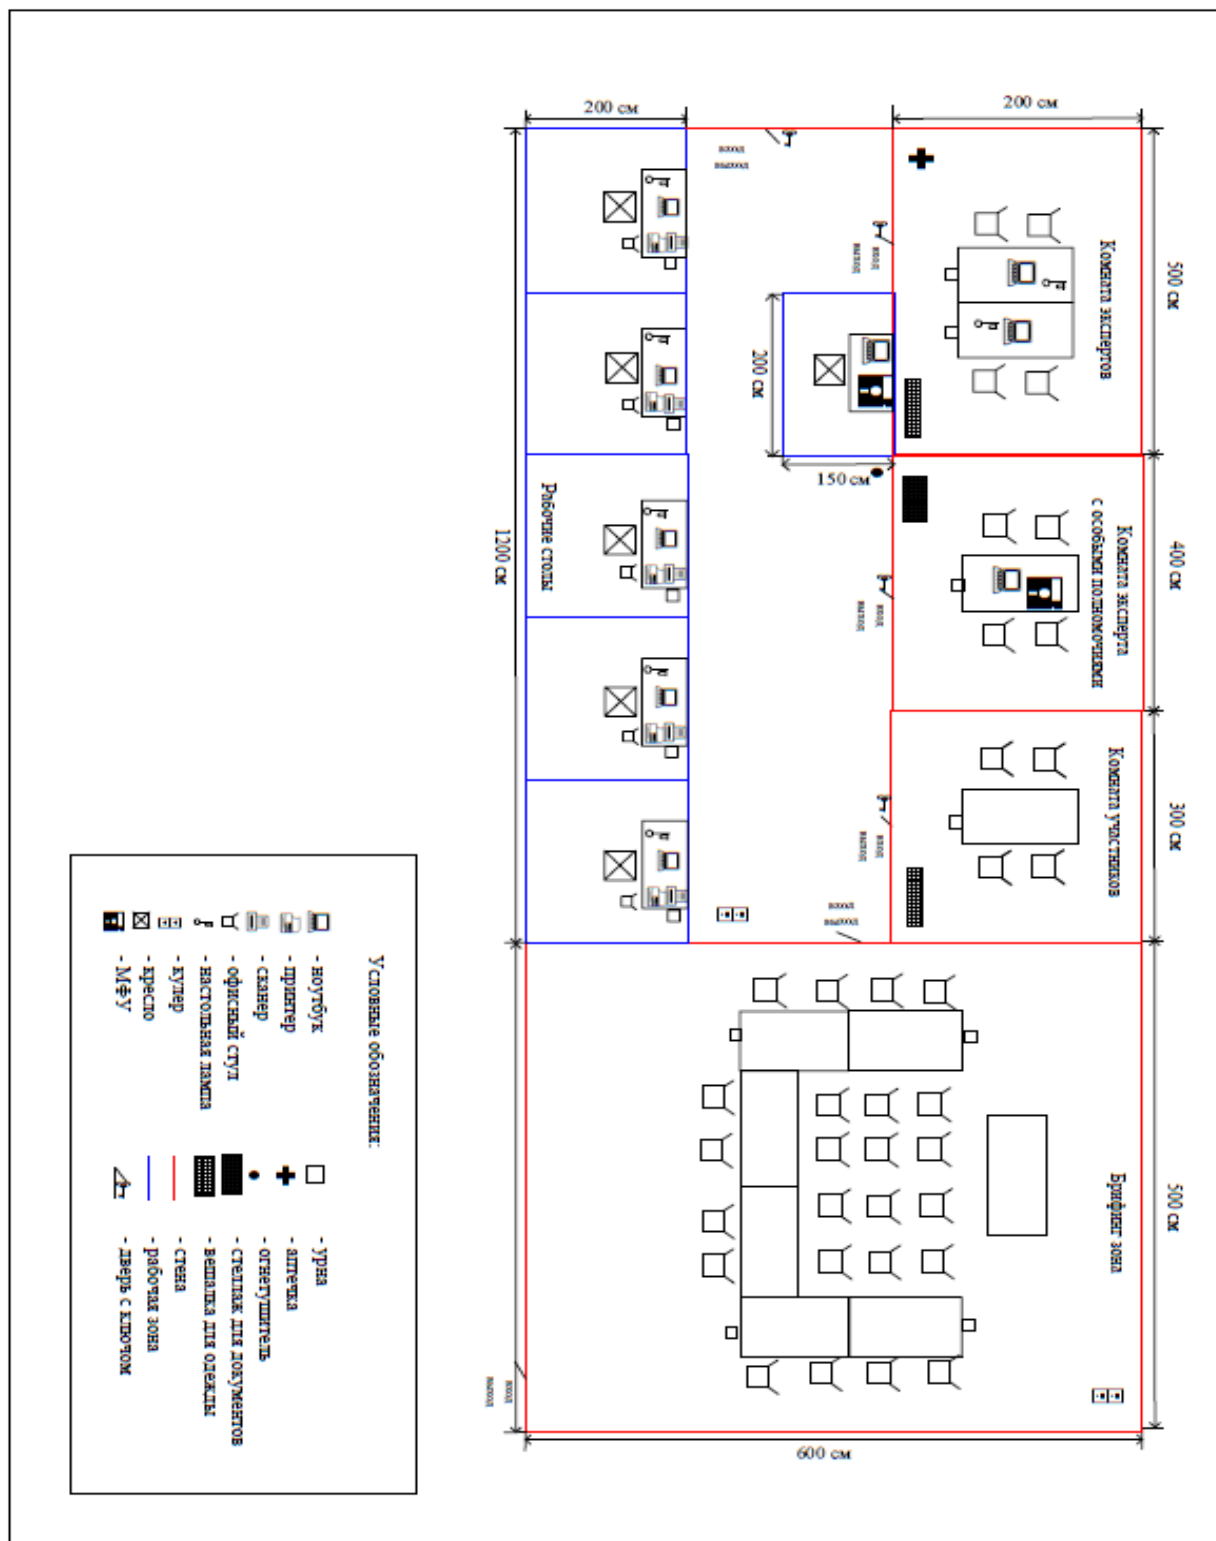 200 см
200 см
500 см
400 см
300 см
500 см
600 см
1200 см
200 см
150 см
Комната экспертов
Комната эксперта
с особыми полномочиями
Комната участников
Брифинг зона
Рабочие столы
вход
выход
вход
выход
вход
выход
вход
выход
вход
выход
вход
выход
Условные обозначения:
- ноутбук
- принтер
- сканер
- офисный стул
- настольная лампа
- кулер
- кресло
- МФУ
- урна
- аптечка
- огнетушитель
- стеллаж для документов
- вешалка для одежды
- стена
- рабочая зона
- дверь с ключом